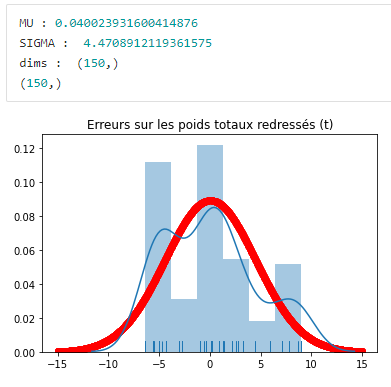 MU : 0.040023931600414876
SIGMA :  4.4708912119361575
dims :  (150,)
(150,)
Erreurs sur les poids totaux redressés (t)
0.12
0.10
0.08
0.06
0.04
0.02
0.00
−15 −10 −5 0 5 10 15